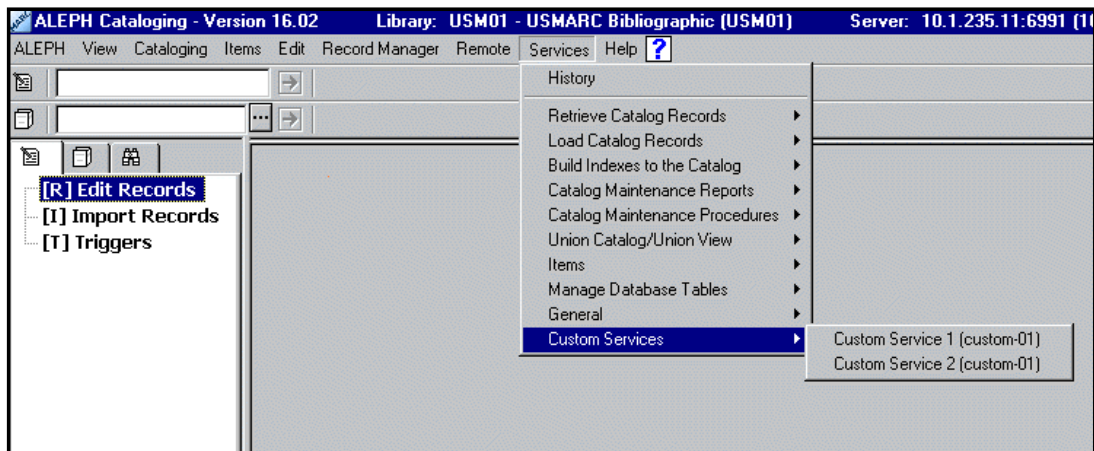 ALEPH Cataloging - Version 16.02 Library: USM01 - USMARC Bibliographic (USM01) Server: 10.1.235.11:6991
ALEPH View Cataloging Items Edit Record Manager Remote Services Help ?
History
Retrieve Catalog Records
Load Catalog Records
Build Indexes to the Catalog
Catalog Maintenance Reports
Catalog Maintenance Procedures
Union Catalog/Union View
Items
Manage Database Tables
General
Custom Services
Custom Service 1 (custom-01)
Custom Service 2 (custom-01)
[R] Edit Records
[I] Import Records
[T] Triggers